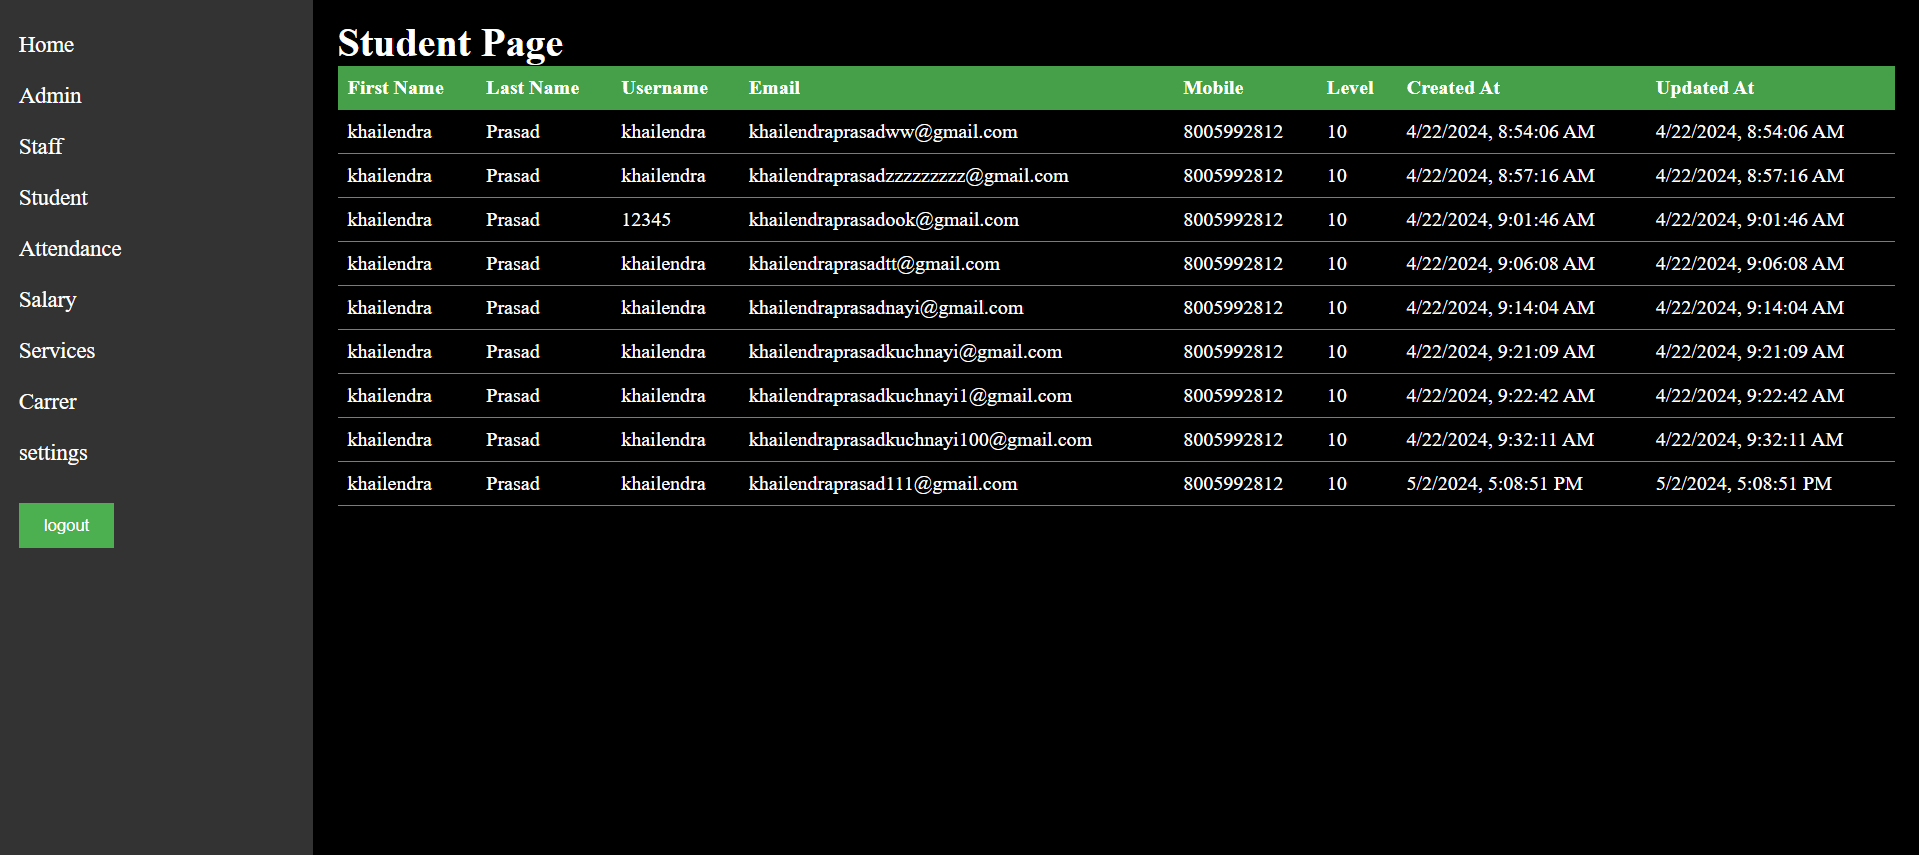 Home
Admin
Staff
Student
Attendance
Salary
Services
Carrer
settings
logout
Student Page
First Name Last Name Username Email Mobile Level Created At Updated At
khailendra Prasad khailendra khailendraprasadww@gmail.com 8005992812 10 4/22/2024, 8:54:06 AM 4/22/2024, 8:54:06 AM
khailendra Prasad khailendra khailendraprasadzzzzzzzzz@gmail.com 8005992812 10 4/22/2024, 8:57:16 AM 4/22/2024, 8:57:16 AM
khailendra Prasad 12345 khailendraprasadook@gmail.com 8005992812 10 4/22/2024, 9:01:46 AM 4/22/2024, 9:01:46 AM
khailendra Prasad khailendra khailendraprasadtt@gmail.com 8005992812 10 4/22/2024, 9:06:08 AM 4/22/2024, 9:06:08 AM
khailendra Prasad khailendra khailendraprasadnayi@gmail.com 8005992812 10 4/22/2024, 9:14:04 AM 4/22/2024, 9:14:04 AM
khailendra Prasad khailendra khailendraprasadkuchnayi@gmail.com 8005992812 10 4/22/2024, 9:21:09 AM 4/22/2024, 9:21:09 AM
khailendra Prasad khailendra khailendraprasadkuchnayi1@gmail.com 8005992812 10 4/22/2024, 9:22:42 AM 4/22/2024, 9:22:42 AM
khailendra Prasad khailendra khailendraprasadkuchnayi100@gmail.com 8005992812 10 4/22/2024, 9:32:11 AM 4/22/2024, 9:32:11 AM
khailendra Prasad khailendra khailendraprasad111@gmail.com 8005992812 10 5/2/2024, 5:08:51 PM 5/2/2024, 5:08:51 PM